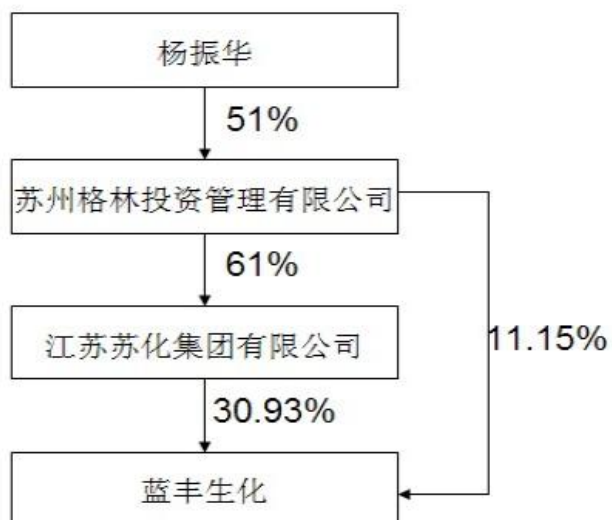 杨振华
51%
苏州格林投资管理有限公司
61%
江苏苏化集团有限公司
11.15%
30.93%
蓝丰生化